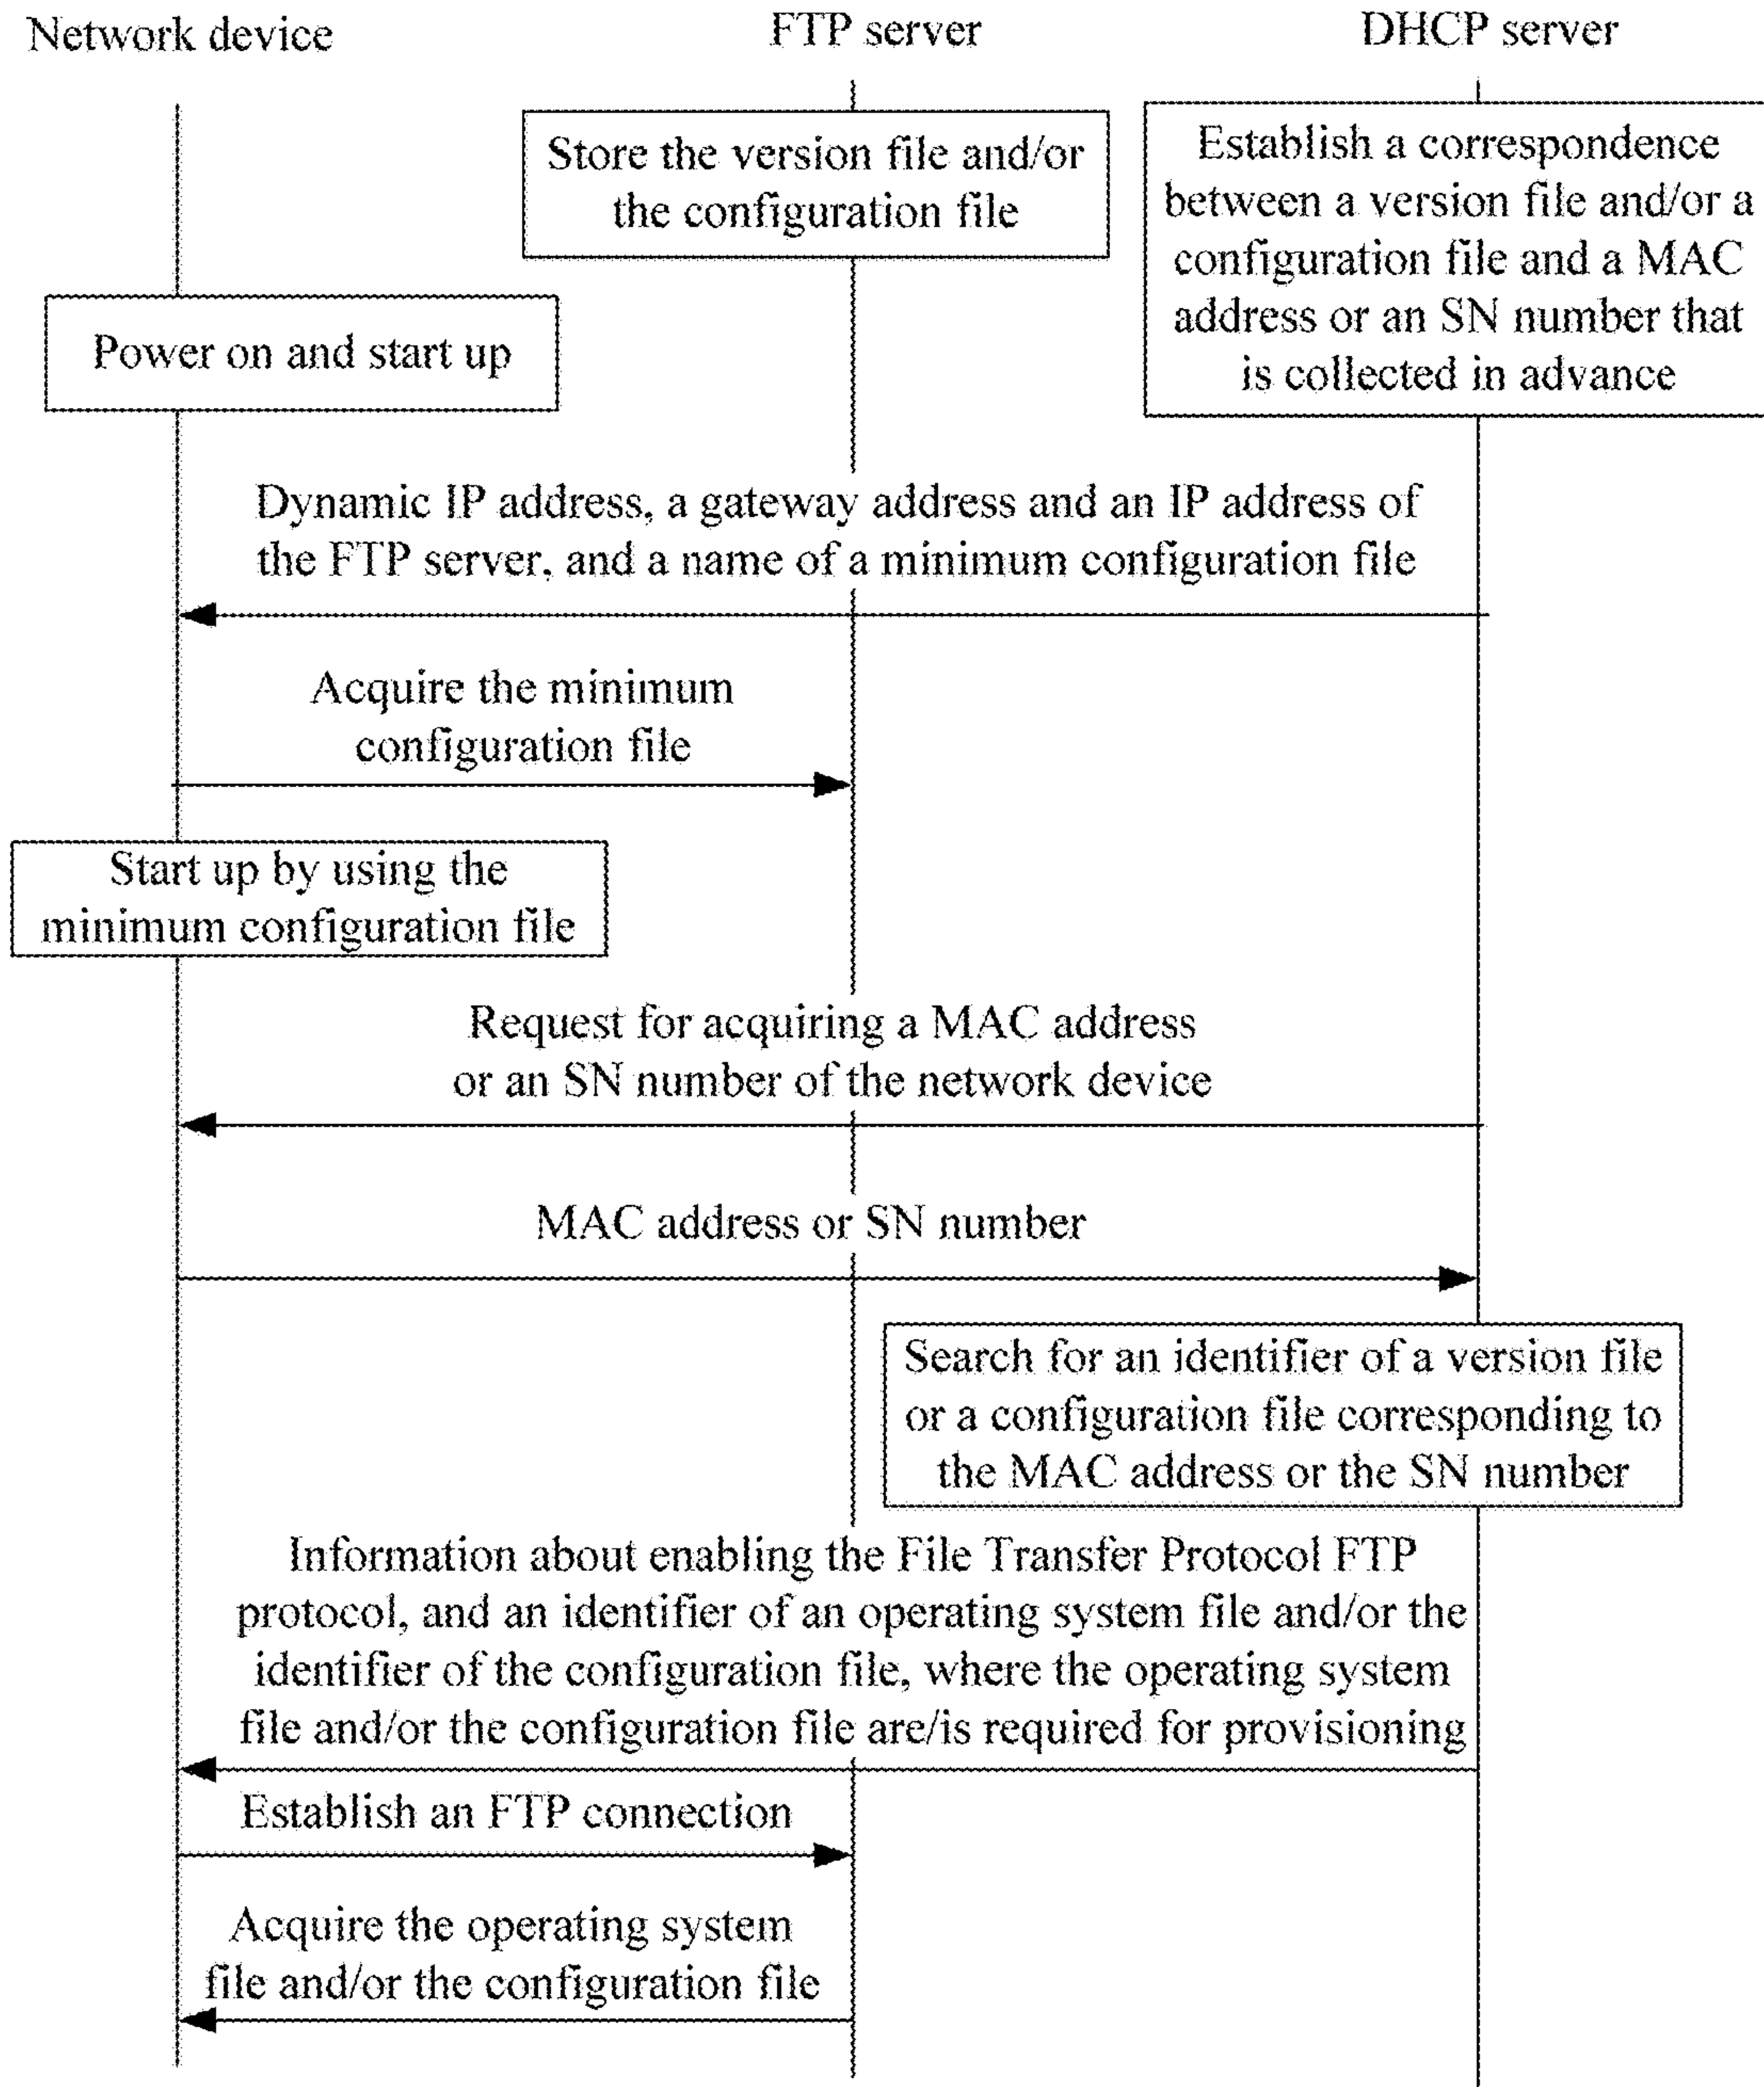 Network device
FTP server
DHCP server
Store the version file and/or
the configuration file
Establish a correspondence
between a version file and/or a
configuration file and a MAC
address or an SN number that
is collected in advance
Power on and start up
Dynamic IP address, a gateway address and an IP address of
the FTP server, and a name of a minimum configuration file
Acquire the minimum
configuration file
Start up by using the
minimum configuration file
Request for acquiring a MAC address
or an SN number of the network device
MAC address or SN number
Search for an identifier of a version file
or a configuration file corresponding to
the MAC address or the SN number
Information about enabling the File Transfer Protocol FTP
protocol, and an identifier of an operating system file and/or the
identifier of the configuration file, where the operating system
file and/or the configuration file are/is required for provisioning
Establish an FTP connection
Acquire the operating system
file and/or the configuration file